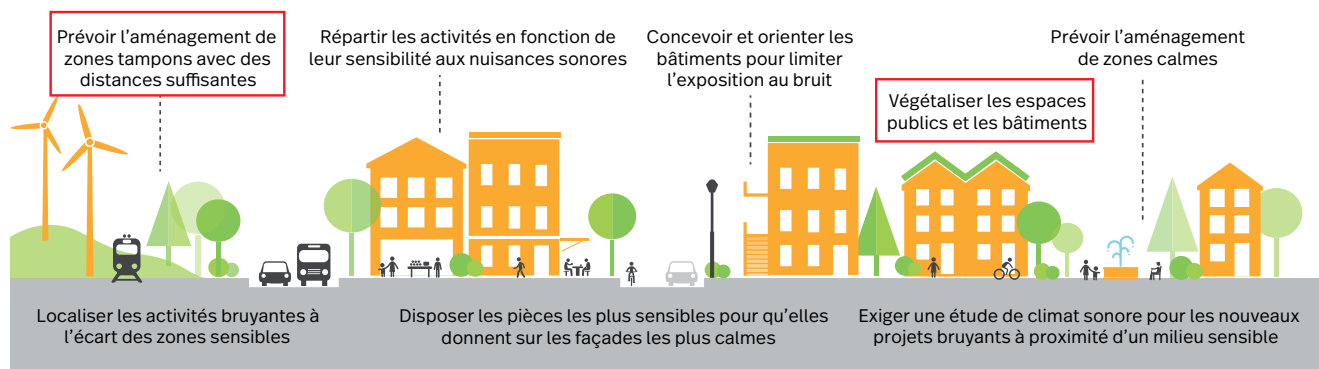 Prévoir l’aménagement de
zones tampons avec des
distances suffisantes
Répartir les activités en fonction de
leur sensibilité aux nuisances sonores
Concevoir et orienter les
bâtiments pour limiter
l’exposition au bruit
Végétaliser les espaces
publics et les bâtiments
Prévoir l’aménagement
de zones calmes
Localiser les activités bruyantes à
l’écart des zones sensibles
Disposer les pièces les plus sensibles pour qu’elles
donnent sur les façades les plus calmes
Exiger une étude de climat sonore pour les nouveaux
projets bruyants à proximité d’un milieu sensible